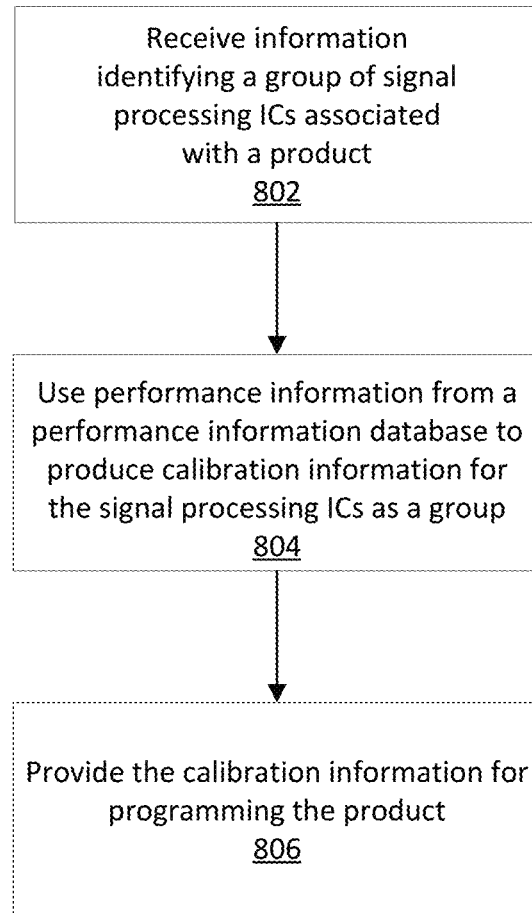 Receive information
identifying a group of signal
processing ICs associated
with a product
802
Use performance information from a
performance information database to
produce calibration information for
the signal processing ICs as a group
804
Provide the calibration information for
programming the product
806